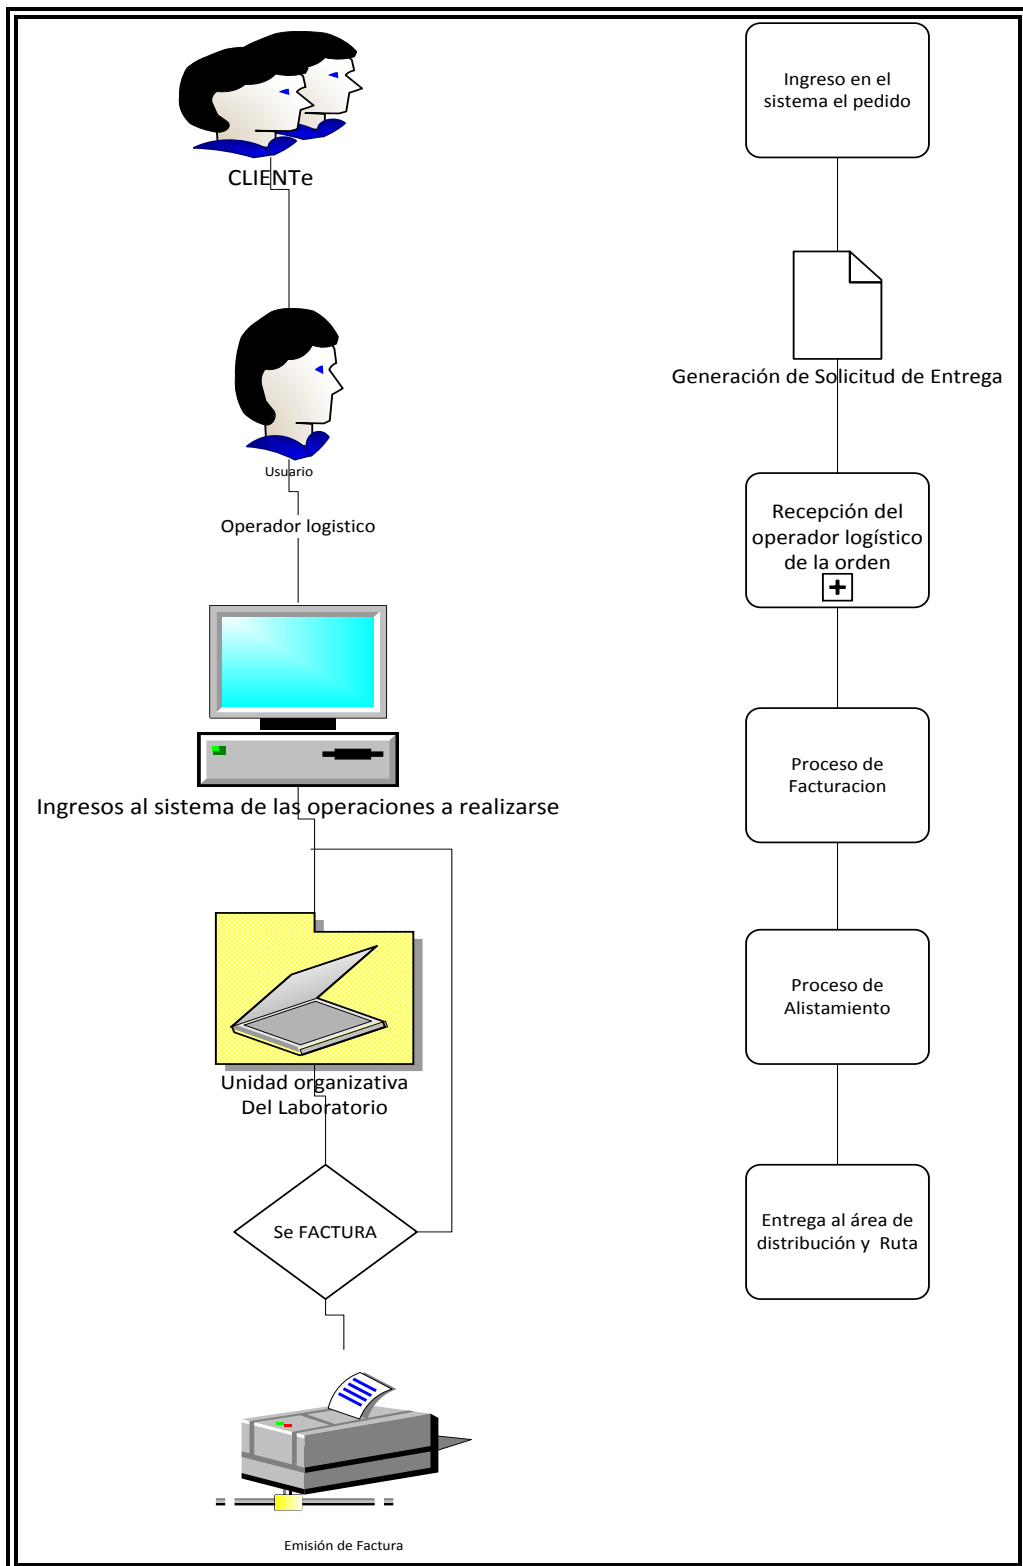 CLIENTe
Usuario
Operador logistico
Ingresos al sistema de las operaciones a realizarse
Unidad organizativa
Del Laboratorio
Se FACTURA
Emisión de Factura
Ingreso en el
sistema el pedido
Generación de Solicitud de Entrega
Recepción del
operador logístico
de la orden
Proceso de
Facturacion
Proceso de
Alistamiento
Entrega al área de
distribución y Ruta